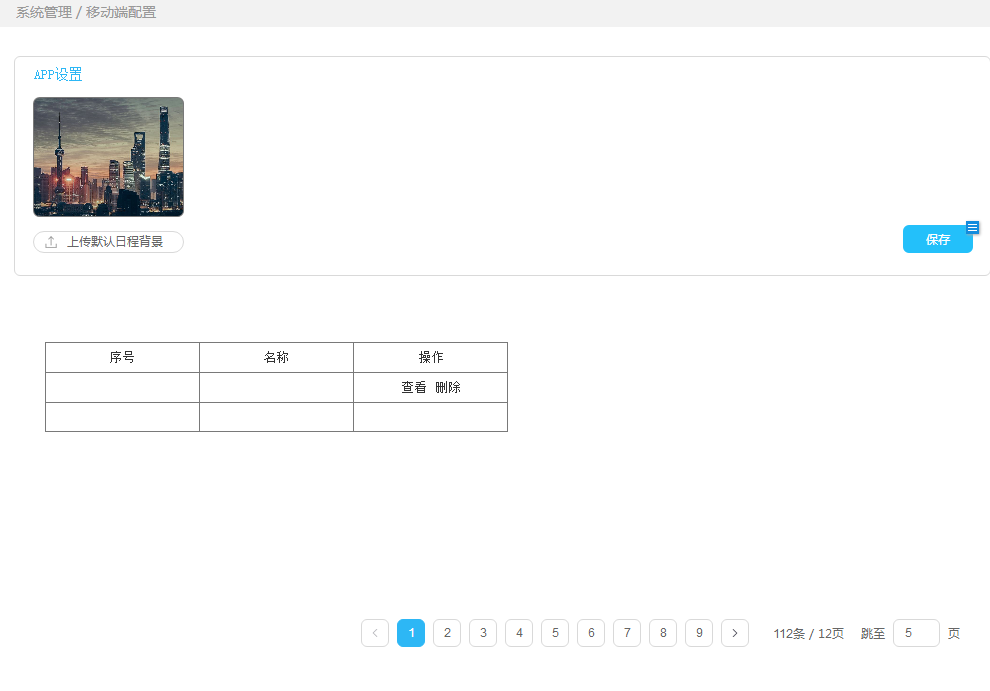 系统管理 / 移动端配置
APP设置
上传默认日程背景
保存
序号 名称 操作
查看 删除
1 2 3 4 5 6 7 8 9 112条 / 12页 跳至 5 页